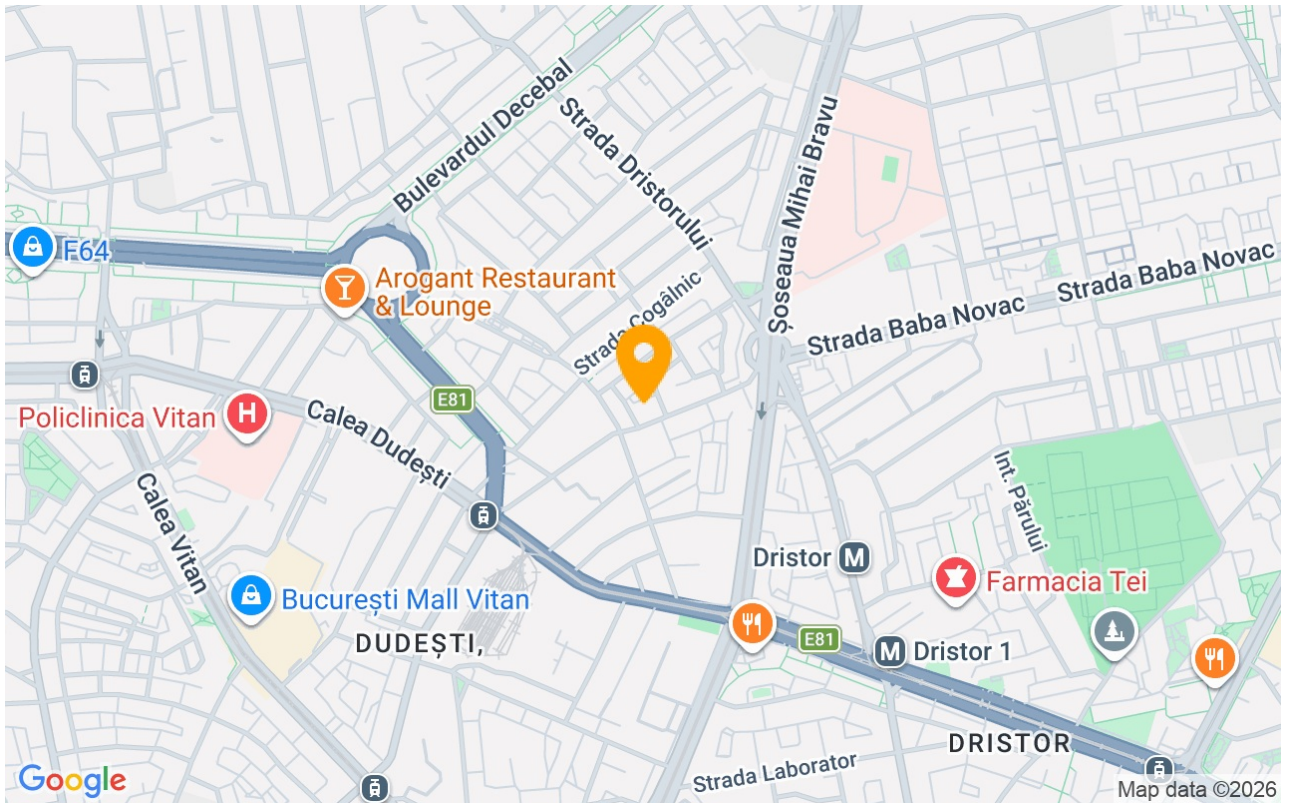 Bulevardul Decebal
Strada Dristorului
Șoseaua Mihai Bravu
F64
Arogant Restaurant
& Lounge
Strada Cogâlnic
Strada Baba Novac
Strada Baba Novac
E81
Policlinica Vitan
H
Calea Dudești
Calea Vitan
Int. Părului
Dristor
M
Farmacia Tei
București Mall Vitan
DUDEȘTI,
E81
M
Dristor 1
DRISTOR
Strada Laborator
Google
Map data ©2026